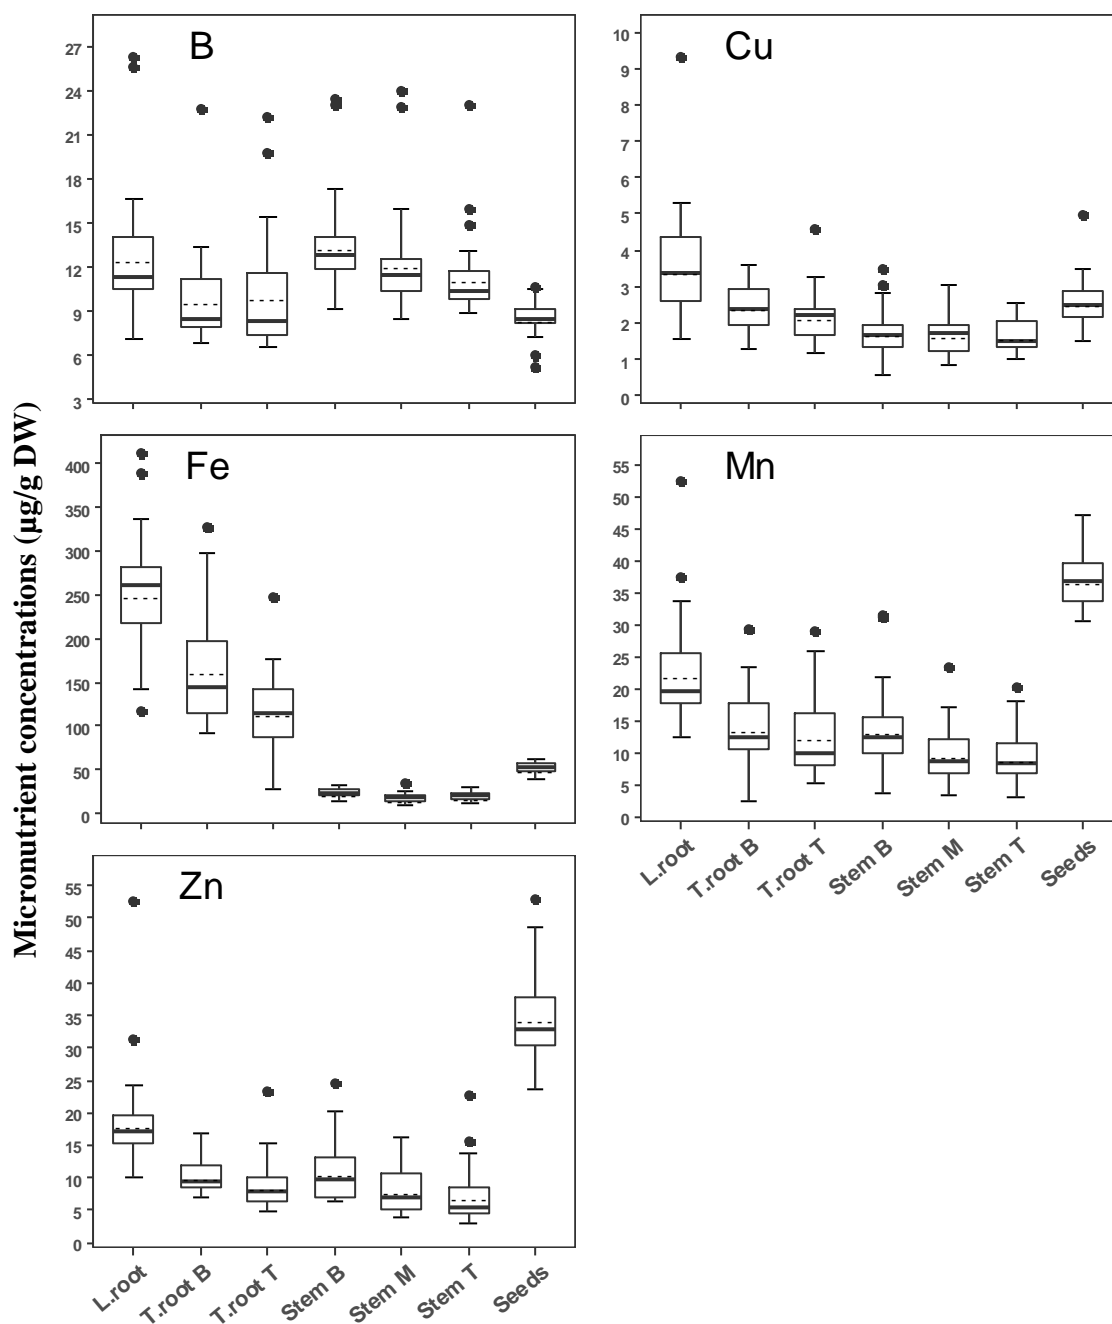 Micronutrient concentrations (µg/g DW)
B
27
24
21
18
15
12
9
6
3
Cu
10
9
8
7
6
5
4
3
2
1
0
Fe
400
350
300
250
200
150
100
50
0
Mn
55
50
45
40
35
30
25
20
15
10
5
0
L.root
T.root B
T.root T
Stem B
Stem M
Stem T
Seeds
Zn
55
50
45
40
35
30
25
20
15
10
5
0
L.root
T.root B
T.root T
Stem B
Stem M
Stem T
Seeds